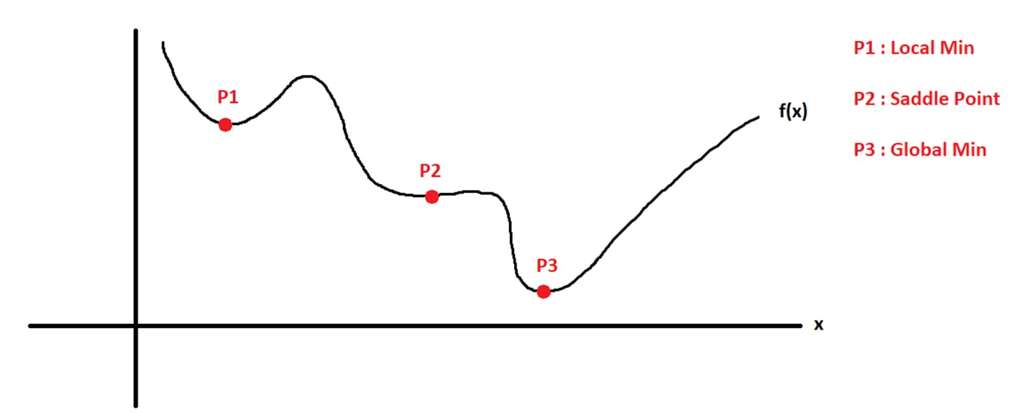 P1 : Local Min
P1
P2 : Saddle Point
f(x)
P3 : Global Min
P2
P3
x